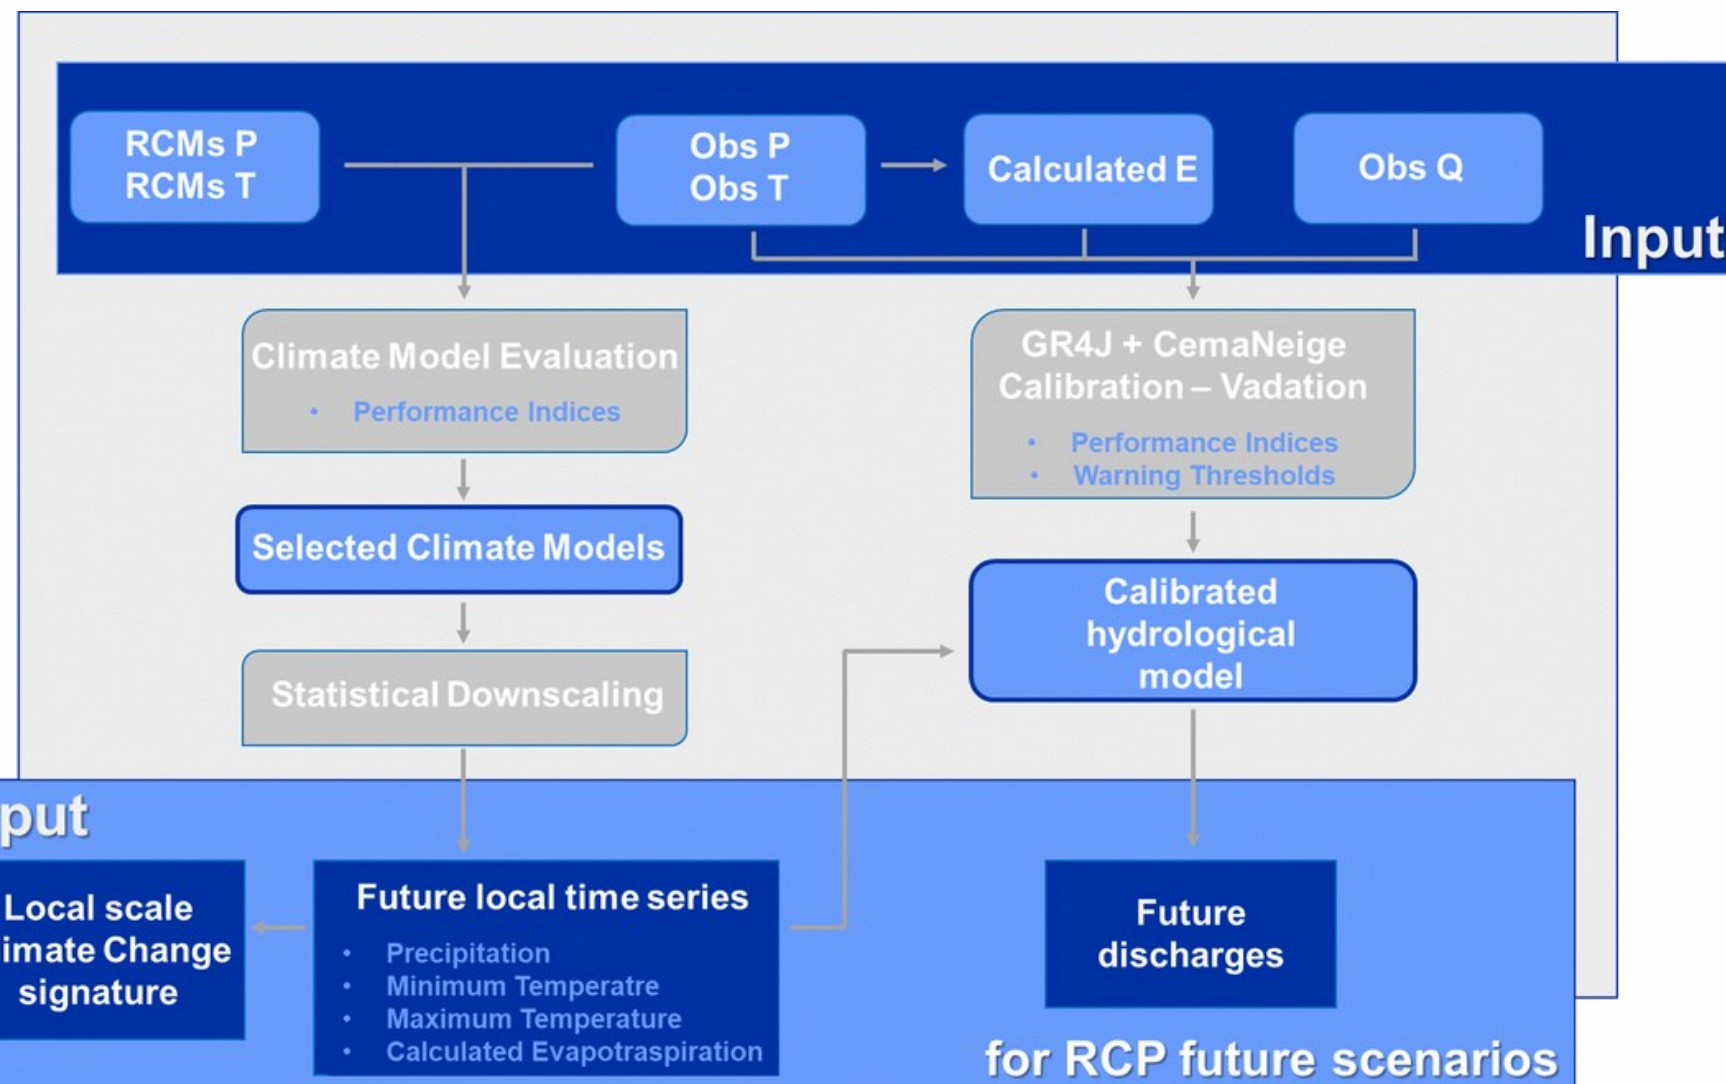 RCMs P
RCMs T
Obs P
Obs T
Calculated E
Obs Q
Input
Climate Model Evaluation
• Performance Indices
GR4J + CemaNeige
Calibration – Vadation
• Performance Indices
• Warning Thresholds
Selected Climate Models
Calibrated
hydrological
model
Statistical Downscaling
put
Local scale
imate Change
signature
Future local time series
• Precipitation
• Minimum Temperatre
• Maximum Temperature
• Calculated Evapotraspiration
Future
discharges
for RCP future scenarios